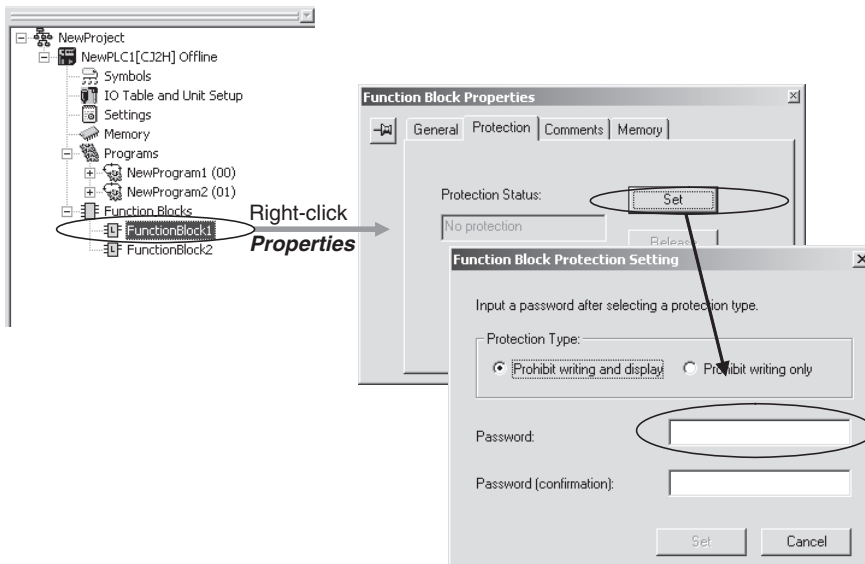 NewProject
NewPLC1[CJ2H] Offline
Symbols
IO Table and Unit Setup
Settings
Memory
Programs
NewProgram1 (00)
NewProgram2 (01)
Function Blocks
FunctionBlock1
FunctionBlock2
Right-click
Properties
Function Block Properties
General Protection Comments Memory
Protection Status:
Set
No protection
Release
Function Block Protection Setting
Input a password after selecting a protection type.
Protection Type:
Prohibit writing and display Prohibit writing only
Password:
Password (confirmation):
Set Cancel